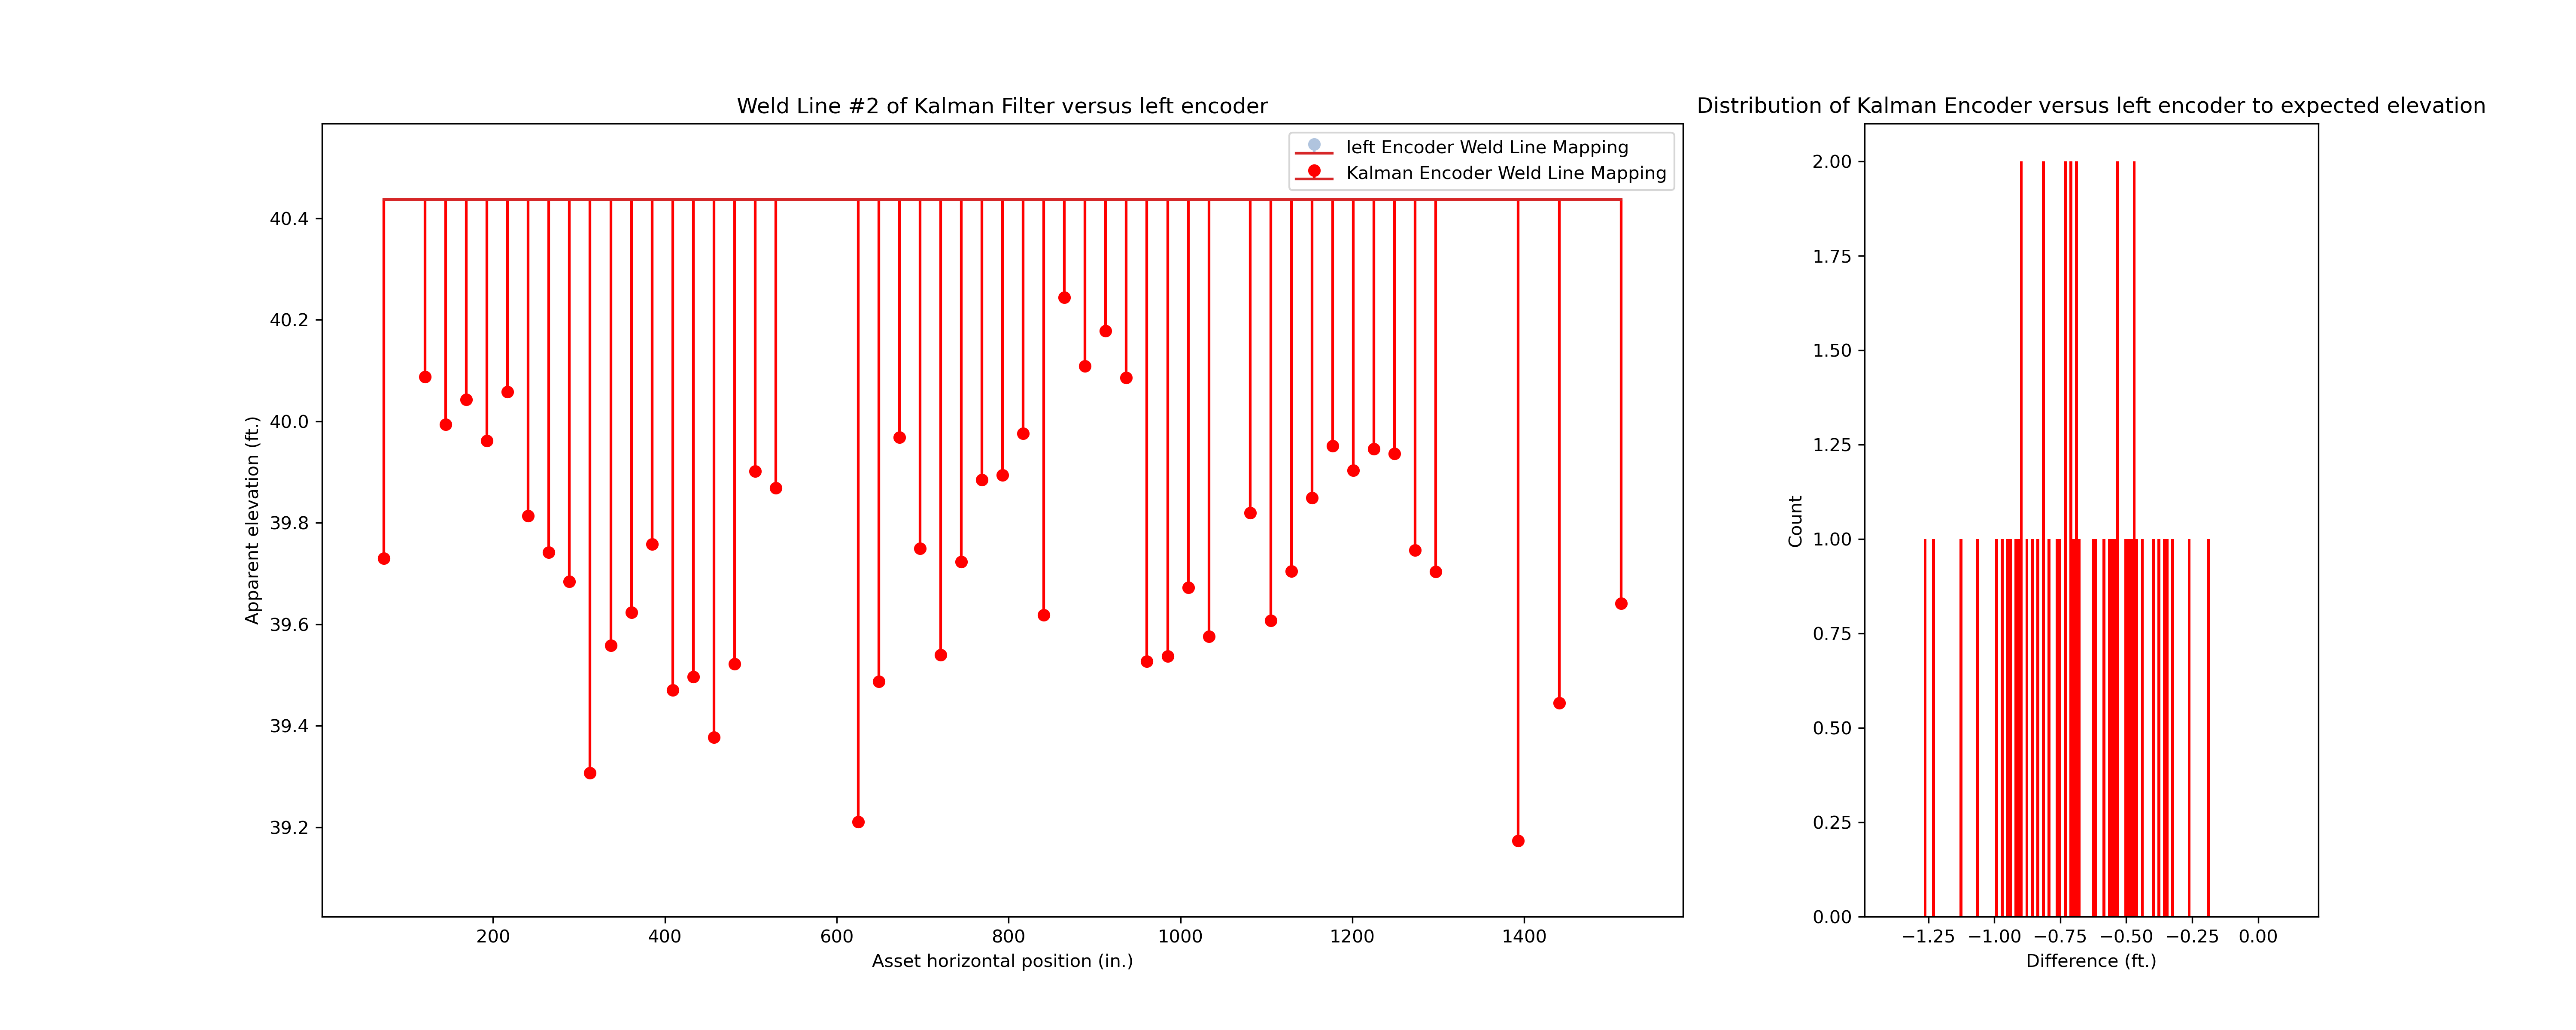 Weld Line #2 of Kalman Filter versus left encoder
left Encoder Weld Line Mapping
Kalman Encoder Weld Line Mapping
Apparent elevation (ft.)
40.4
40.2
40.0
39.8
39.6
39.4
39.2
200 400 600 800 1000 1200 1400
Asset horizontal position (in.)
Distribution of Kalman Encoder versus left encoder to expected elevation
Count
2.00
1.75
1.50
1.25
1.00
0.75
0.50
0.25
0.00
−1.25 −1.00 −0.75 −0.50 −0.25 0.00
Difference (ft.)